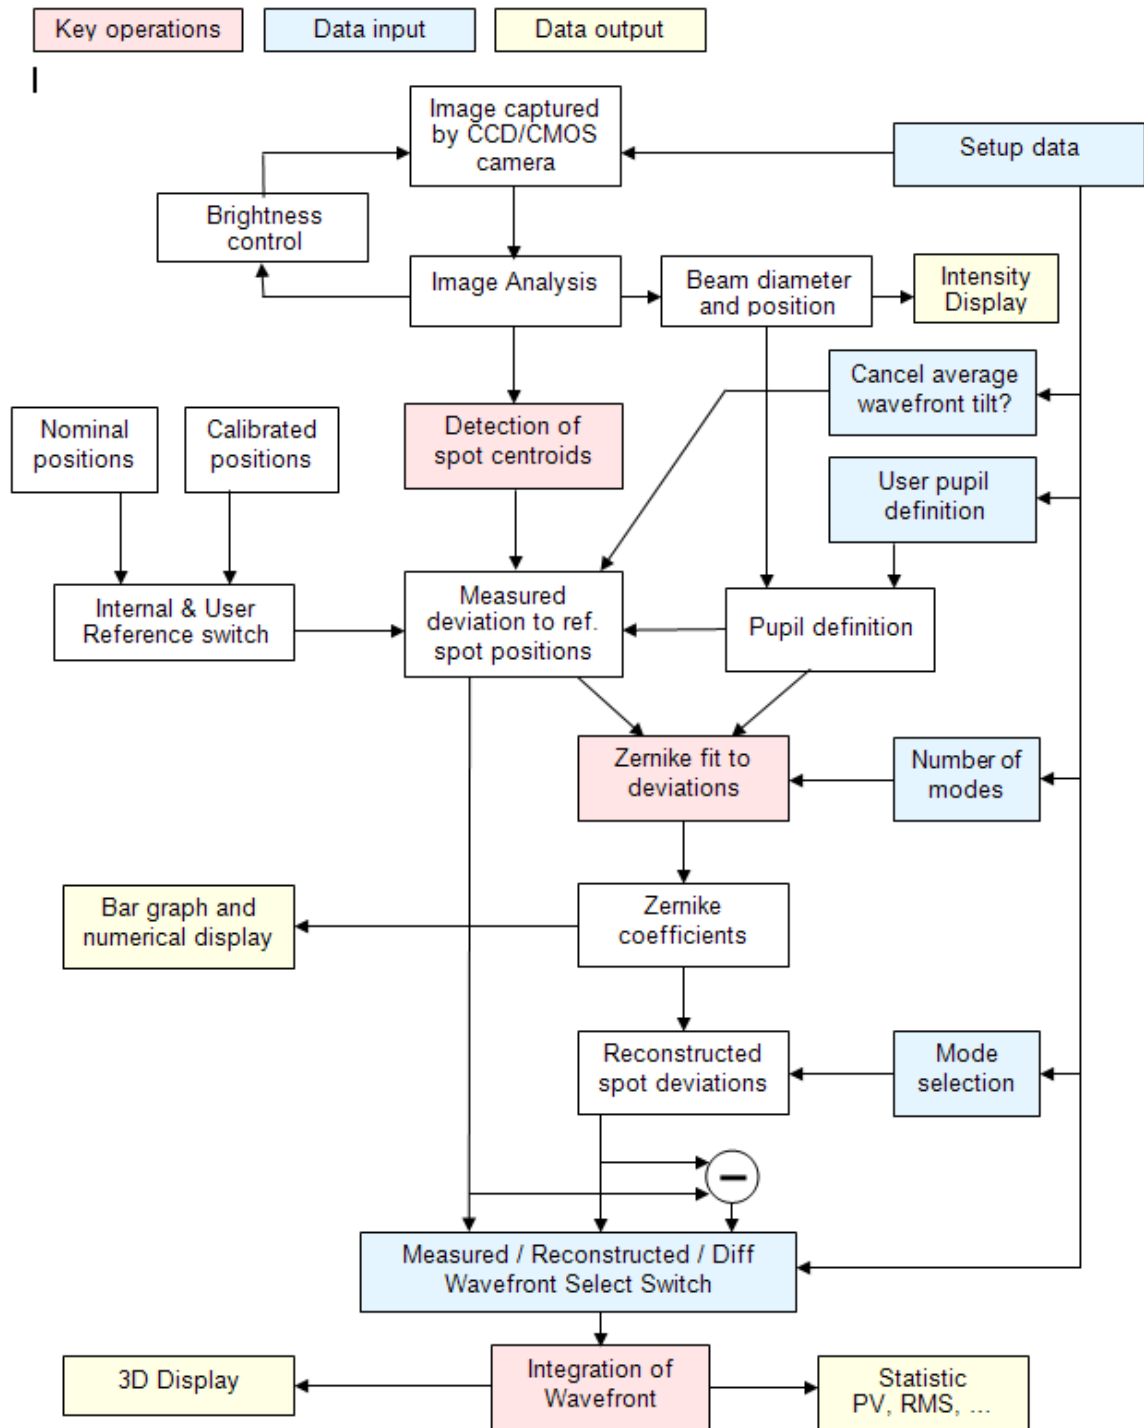 Key operations
Data input
Data output
Image captured
by CCD/CMOS
camera
Setup data
Brightness
control
Image Analysis
Beam diameter
and position
Intensity
Display
Cancel average
wavefront tilt?
Nominal
positions
Calibrated
positions
Detection of
spot centroids
User pupil
definition
Internal & User
Reference switch
Measured
deviation to ref.
spot positions
Pupil definition
Zernike fit to
deviations
Number of
modes
Bar graph and
numerical display
Zernike
coefficients
Reconstructed
spot deviations
Mode
selection
Measured / Reconstructed / Diff
Wavefront Select Switch
3D Display
Integration of
Wavefront
Statistic
PV, RMS, ...